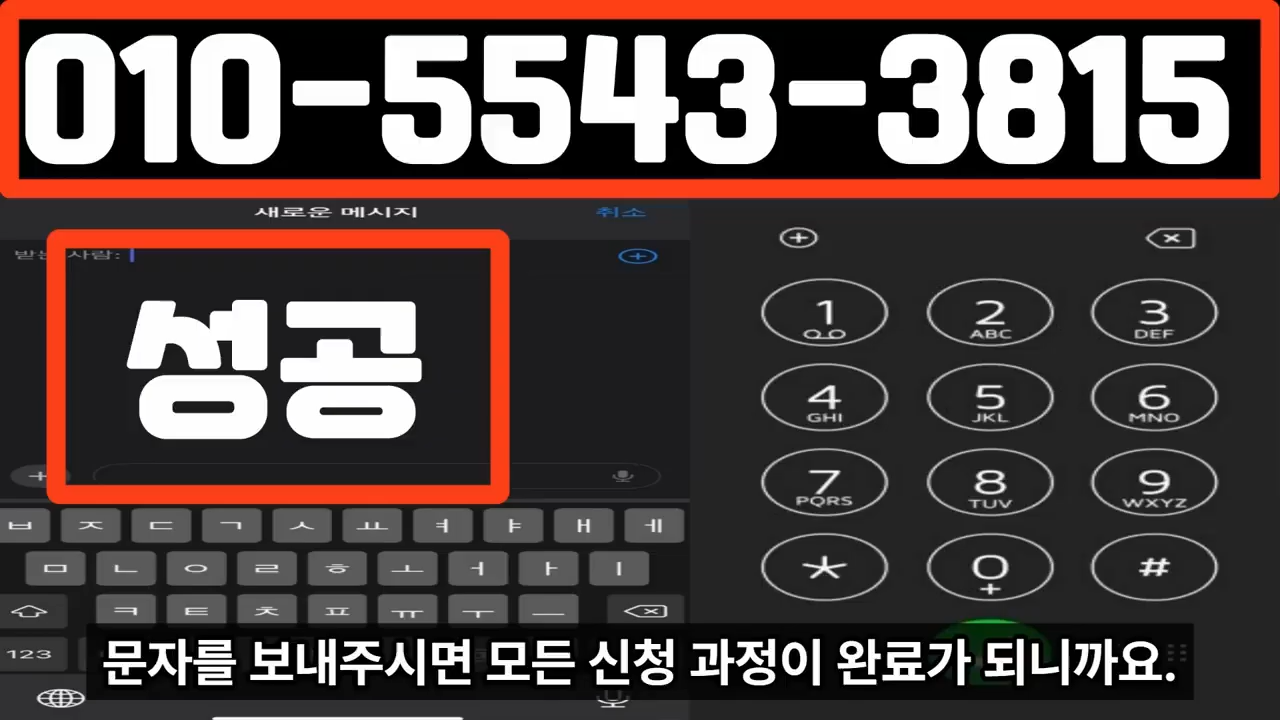 010-5543-3815
새로운 메시지 취소
받는 사람:
성공
1 2 ABC 3 DEF
4 GHI 5 JKL 6 MNO
7 PQRS 8 TUV 9 WXYZ
* 0 + #
ㅂ ㅈ ㄷ ㄱ ㅅ ㅛ ㅕ ㅑ ㅐ ㅔ
ㅁ ㄴ ㅇ ㄹ ㅎ ㅗ ㅓ ㅏ ㅣ
ㅋ ㅌ ㅊ ㅍ ㅠ ㅜ ㅡ
123
문자를 보내주시면 모든 신청 과정이 완료가 되니까요.